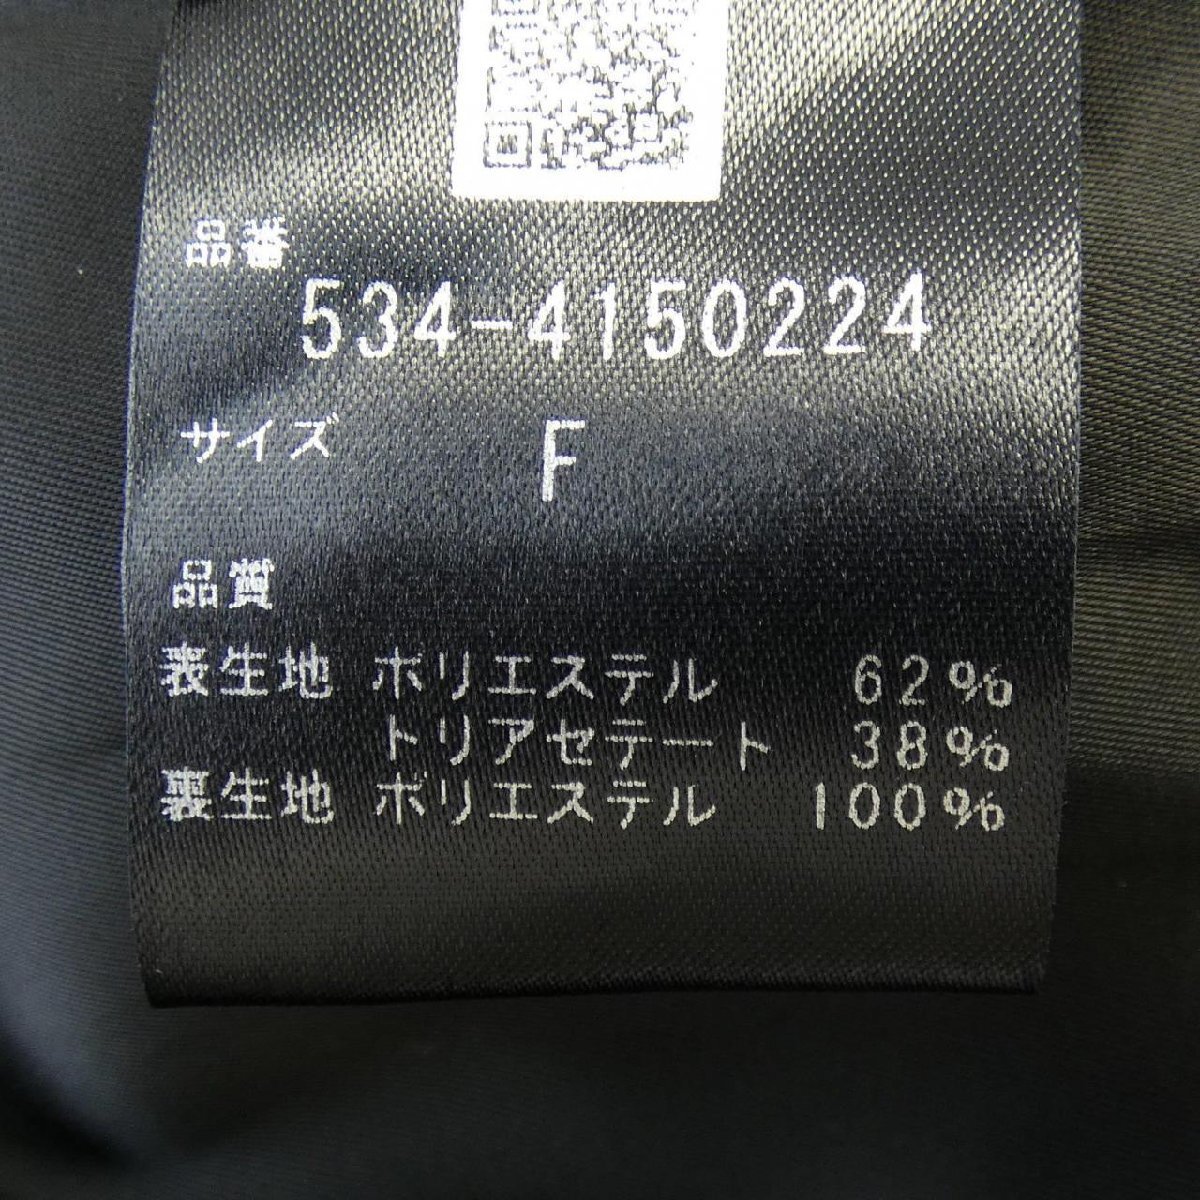 品番
534-4150224
サイズ F
品質
表生地 ポリエステル 62%
トリアセテート 38%
裏生地 ポリエステル 100%